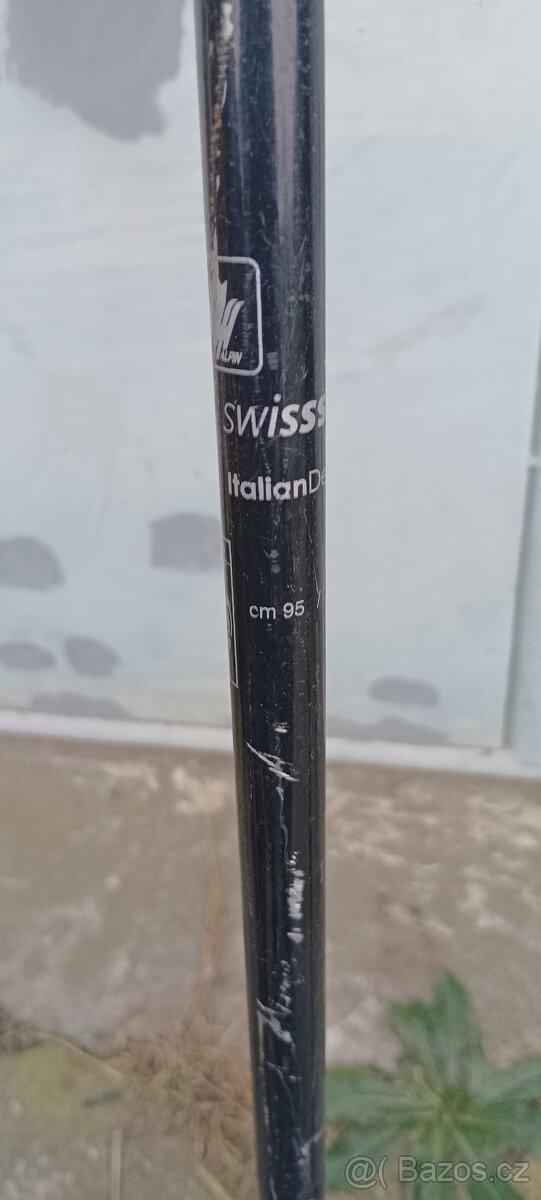 ALPIN
swisss
ItalianDe
cm 95
Bazos.cz